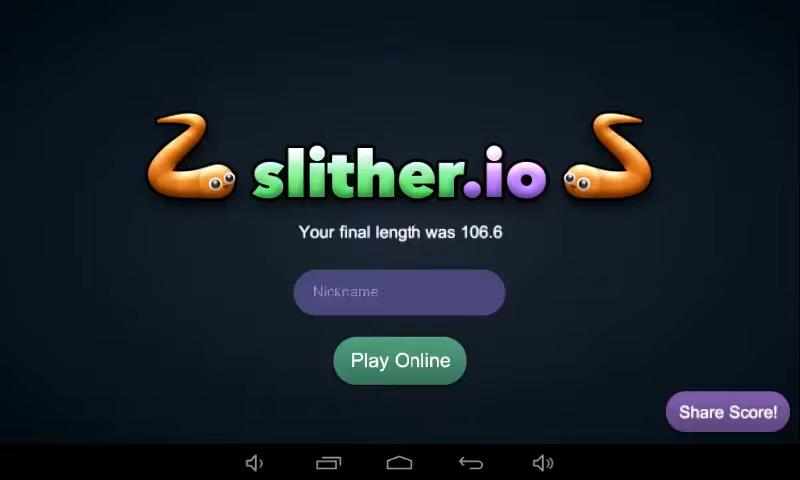 slither.io
Your final length was 106.6
Nickname
Play Online
Share Score!